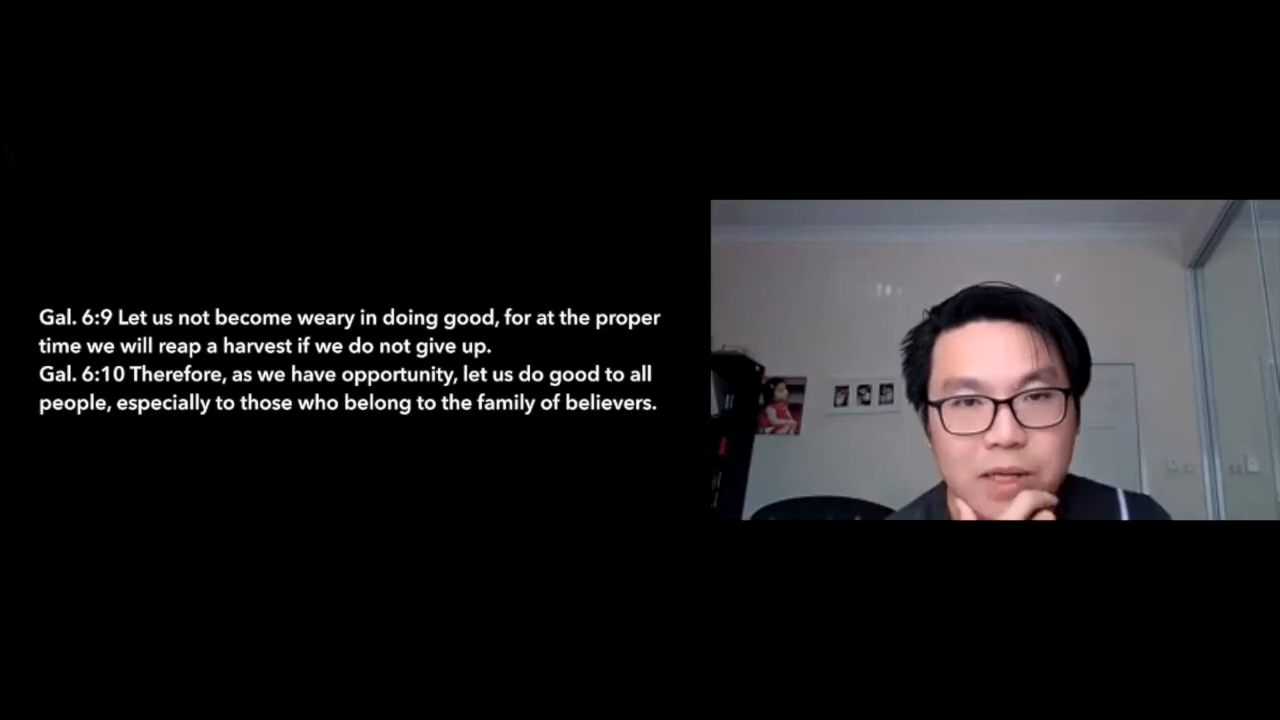 Gal. 6:9 Let us not become weary in doing good, for at the proper
time we will reap a harvest if we do not give up.
Gal. 6:10 Therefore, as we have opportunity, let us do good to all
people, especially to those who belong to the family of believers.